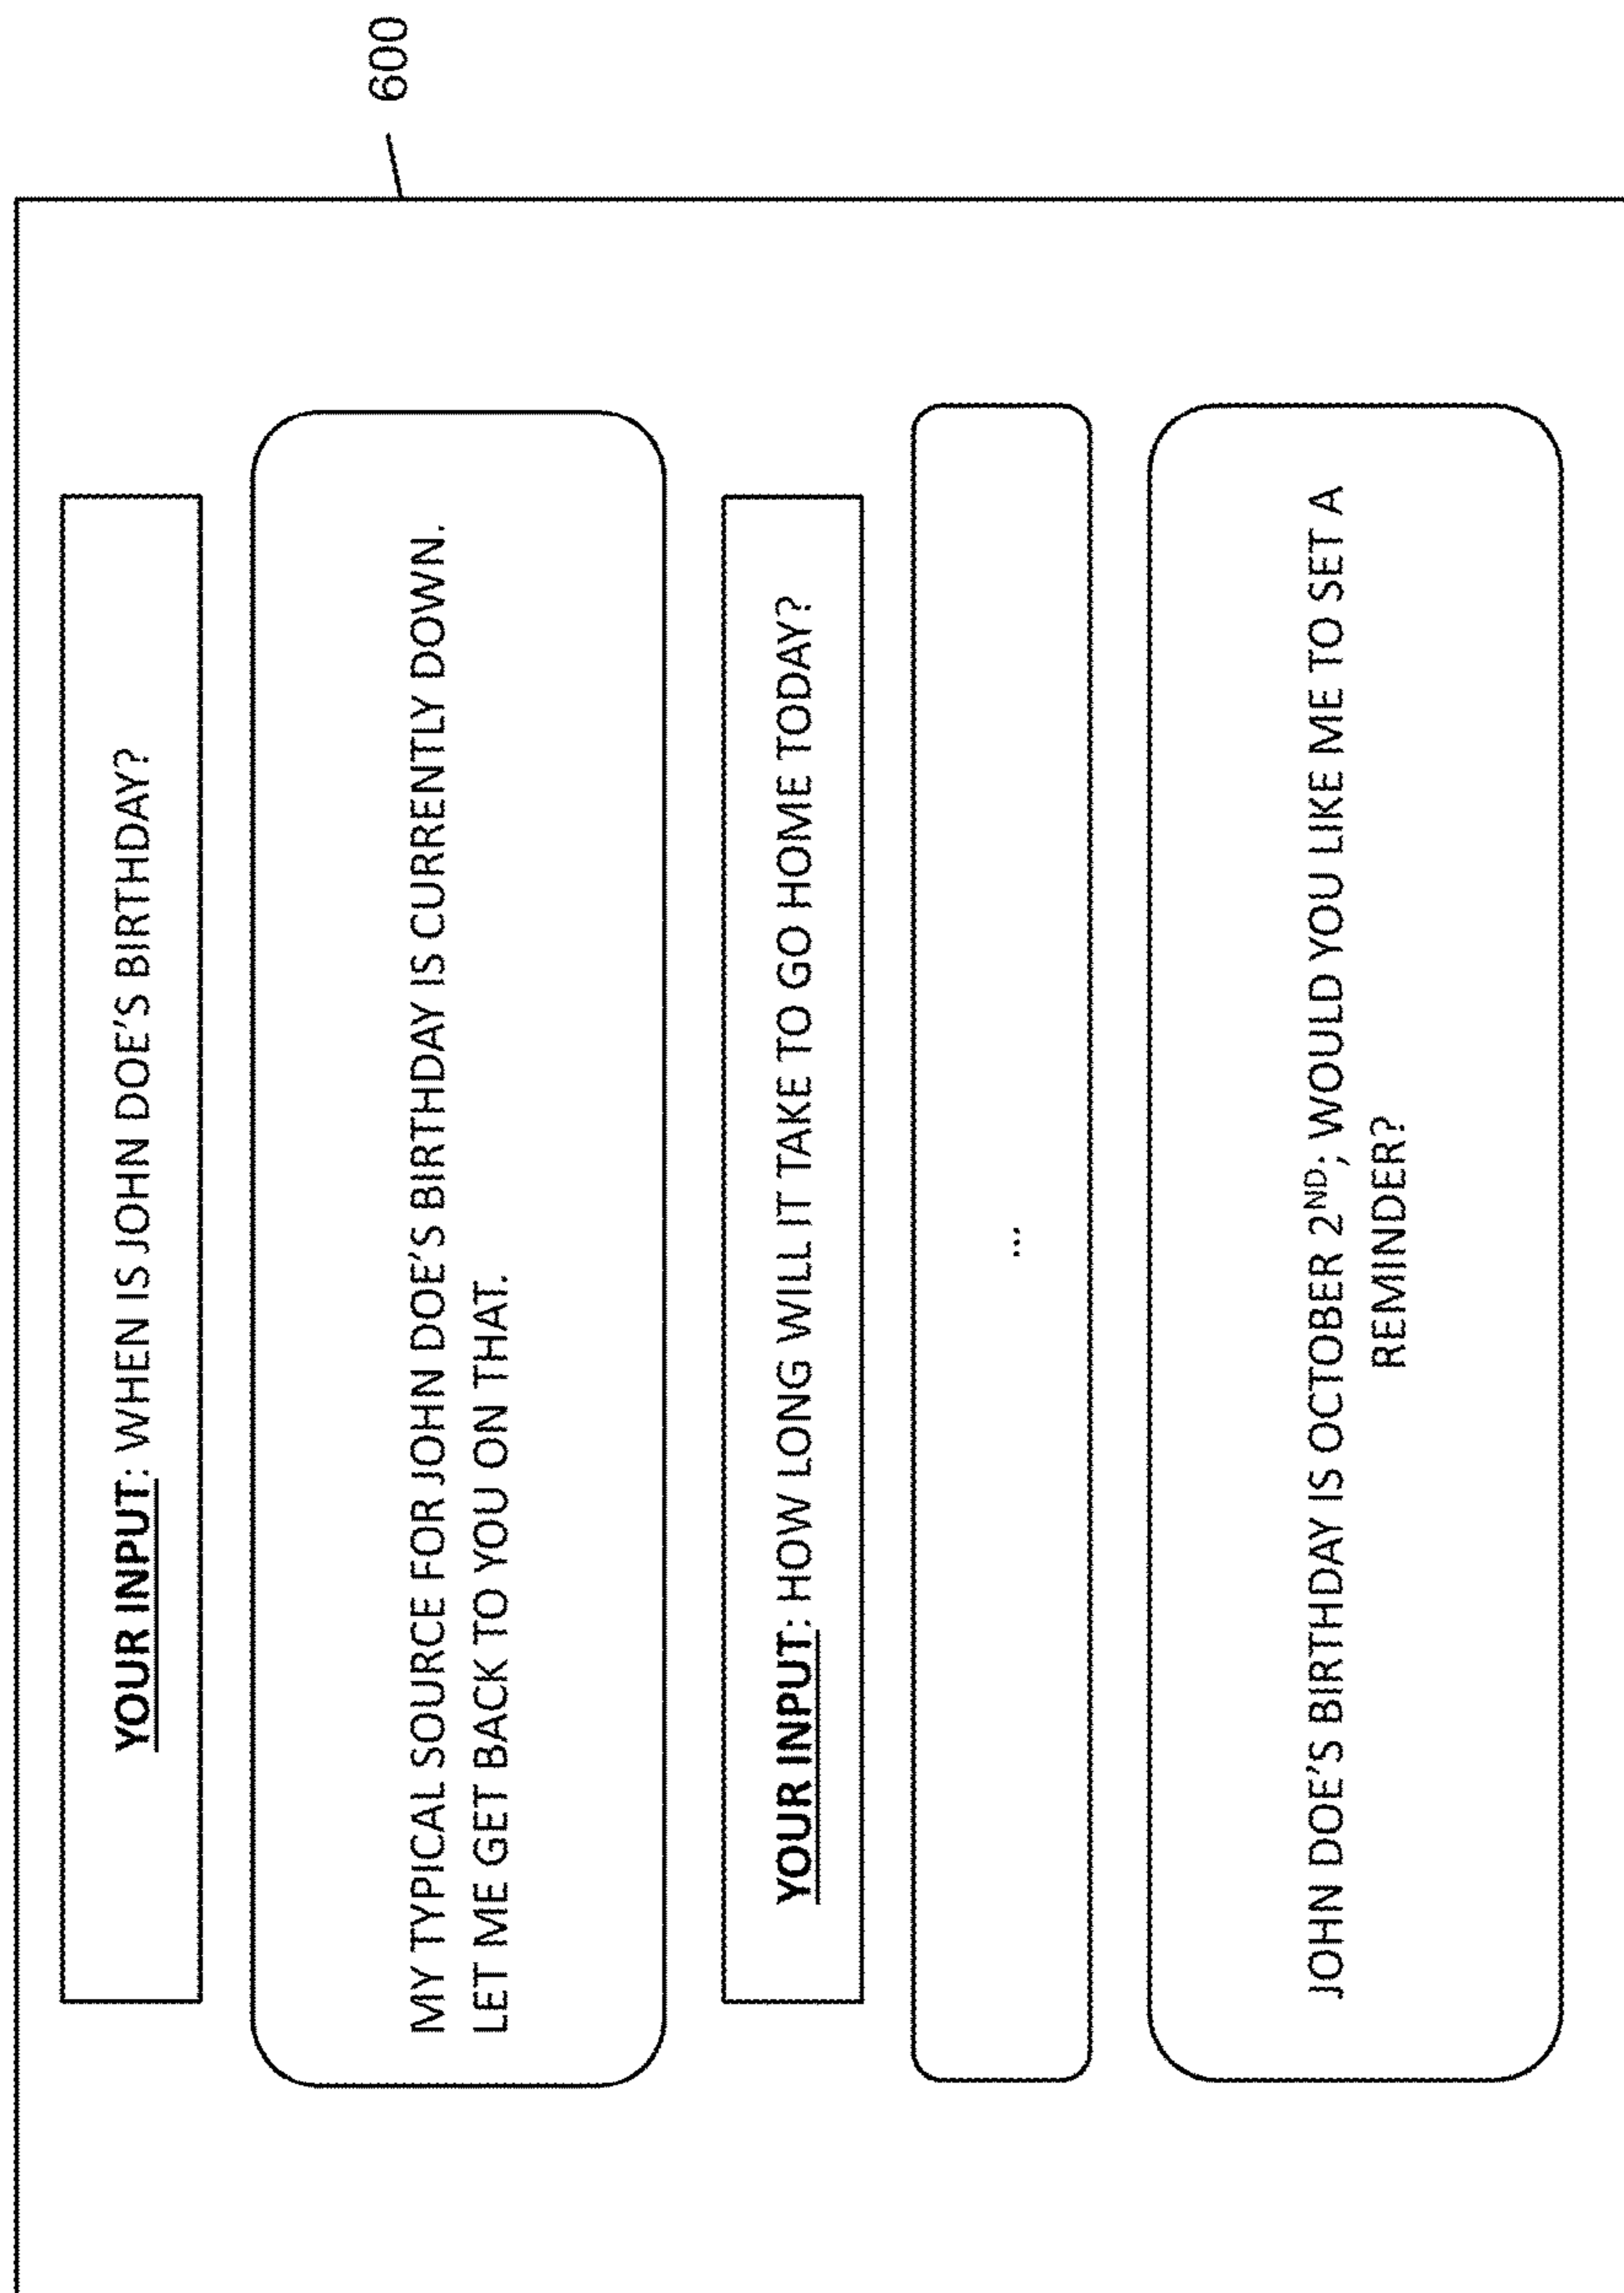 600
YOUR INPUT: WHEN IS JOHN DOE'S BIRTHDAY?
MY TYPICAL SOURCE FOR JOHN DOE'S BIRTHDAY IS CURRENTLY DOWN.
LET ME GET BACK TO YOU ON THAT.
YOUR INPUT: HOW LONG WILL IT TAKE TO GO HOME TODAY?
...
JOHN DOE'S BIRTHDAY IS OCTOBER 2ND; WOULD YOU LIKE ME TO SET A
REMINDER?